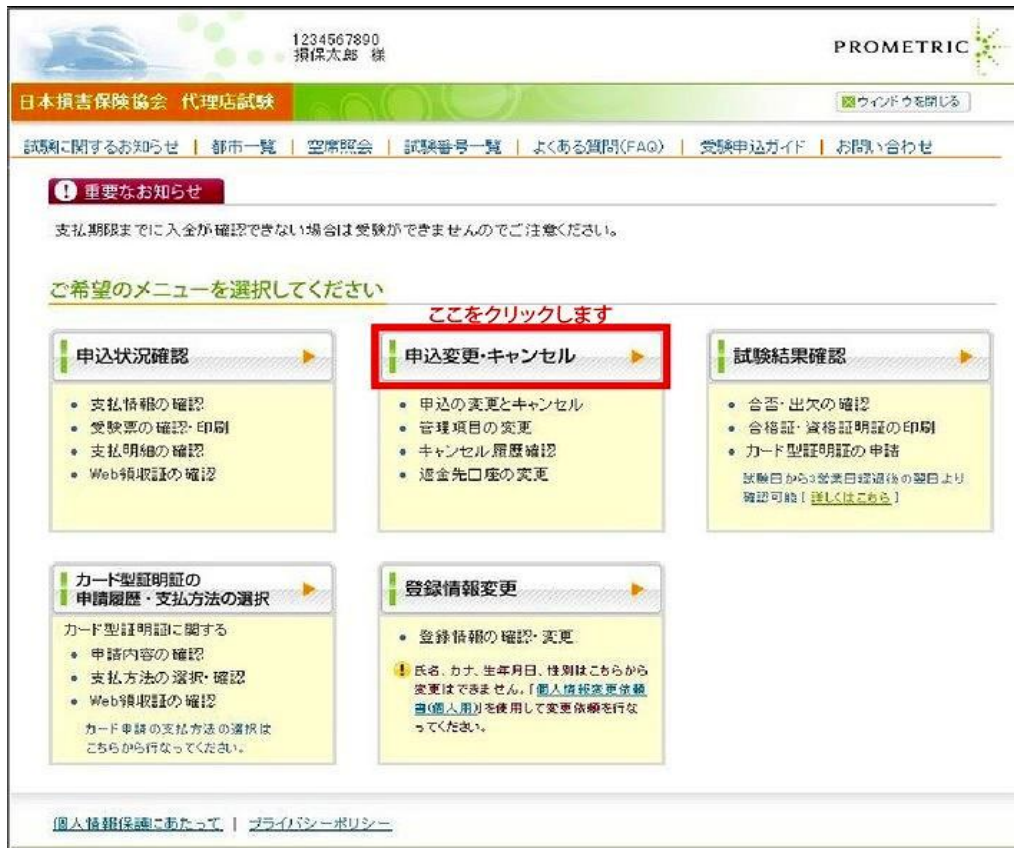 1234567890
損保太郎 様
PROMETRIC
日本損害保険協会 代理店試験
ウィンドウを閉じる
試験に関するお知らせ | 都市一覧 | 空席照会 | 試験番号一覧 | よくある質問(FAQ) | 受験申込ガイド | お問い合わせ
重要なお知らせ
支払期限までに入金が確認できない場合は受験ができませんのでご注意ください。
ご希望のメニューを選択してください
ここをクリックします
申込状況確認
• 支払情報の確認
• 受験票の確認・印刷
• 支払明細の確認
• Web領収証の確認
申込変更・キャンセル
• 申込の変更とキャンセル
• 管理項目の変更
• キャンセル履歴確認
• 返金先口座の変更
試験結果確認
• 合否・出欠の確認
• 合格証・資格証明証の印刷
• カード型証明証の申請
試験日から3営業日経過後の翌日より
確認可能 [ 詳しくはこちら ]
カード型証明証の
申請履歴・支払方法の選択
カード型証明証に関する
• 申請内容の確認
• 支払方法の選択・確認
• Web領収証の確認
カード申請の支払方法の選択は
こちらから行なってください。
登録情報変更
• 登録情報の確認・変更
氏名、カナ、生年月日、性別はこちらから
変更はできません。「個人情報変更依頼
書(個人用)」を使用して変更依頼を行な
ってください。
個人情報保護にあたって | プライバシーポリシー